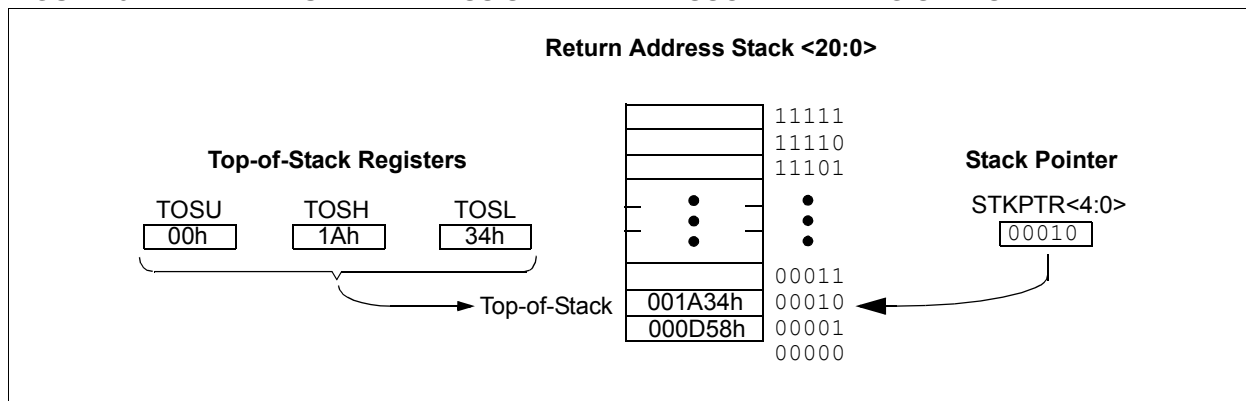 Return Address Stack <20:0>
11111
11110
Top-of-Stack Registers
11101
Stack Pointer
TOSU
TOSH
TOSL
STKPTR<4:0>
00h
1Ah
34h
00010
00011
Top-of-Stack
001A34h
00010
000D58h
00001
00000